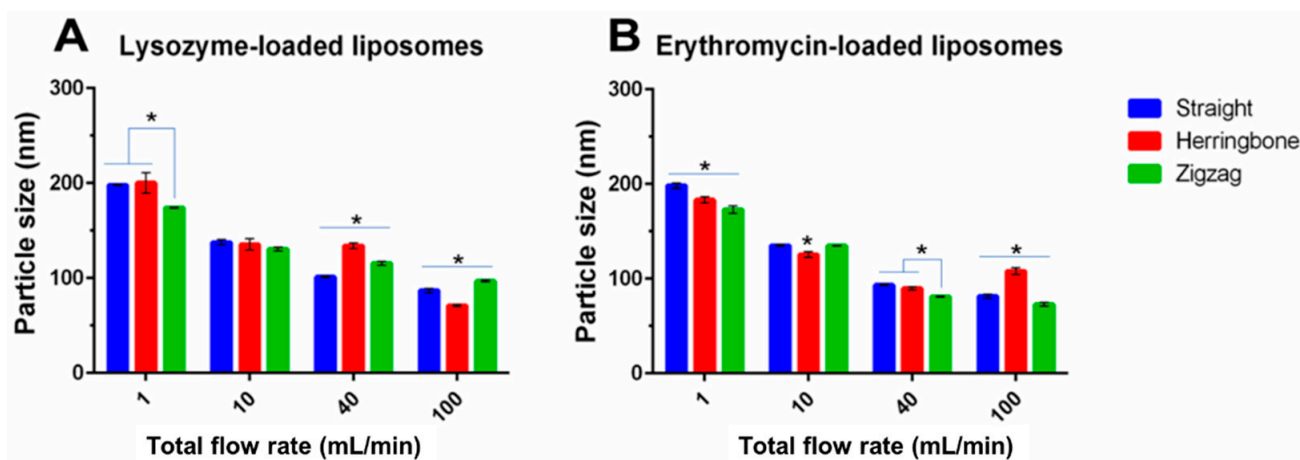 A Lysozyme-loaded liposomes
Particle size (nm)
300
200
100
0
*
*
*
1
10
40
100
Total flow rate (mL/min)
B Erythromycin-loaded liposomes
Particle size (nm)
300
200
100
0
*
*
*
*
1
10
40
100
Total flow rate (mL/min)
Straight
Herringbone
Zigzag